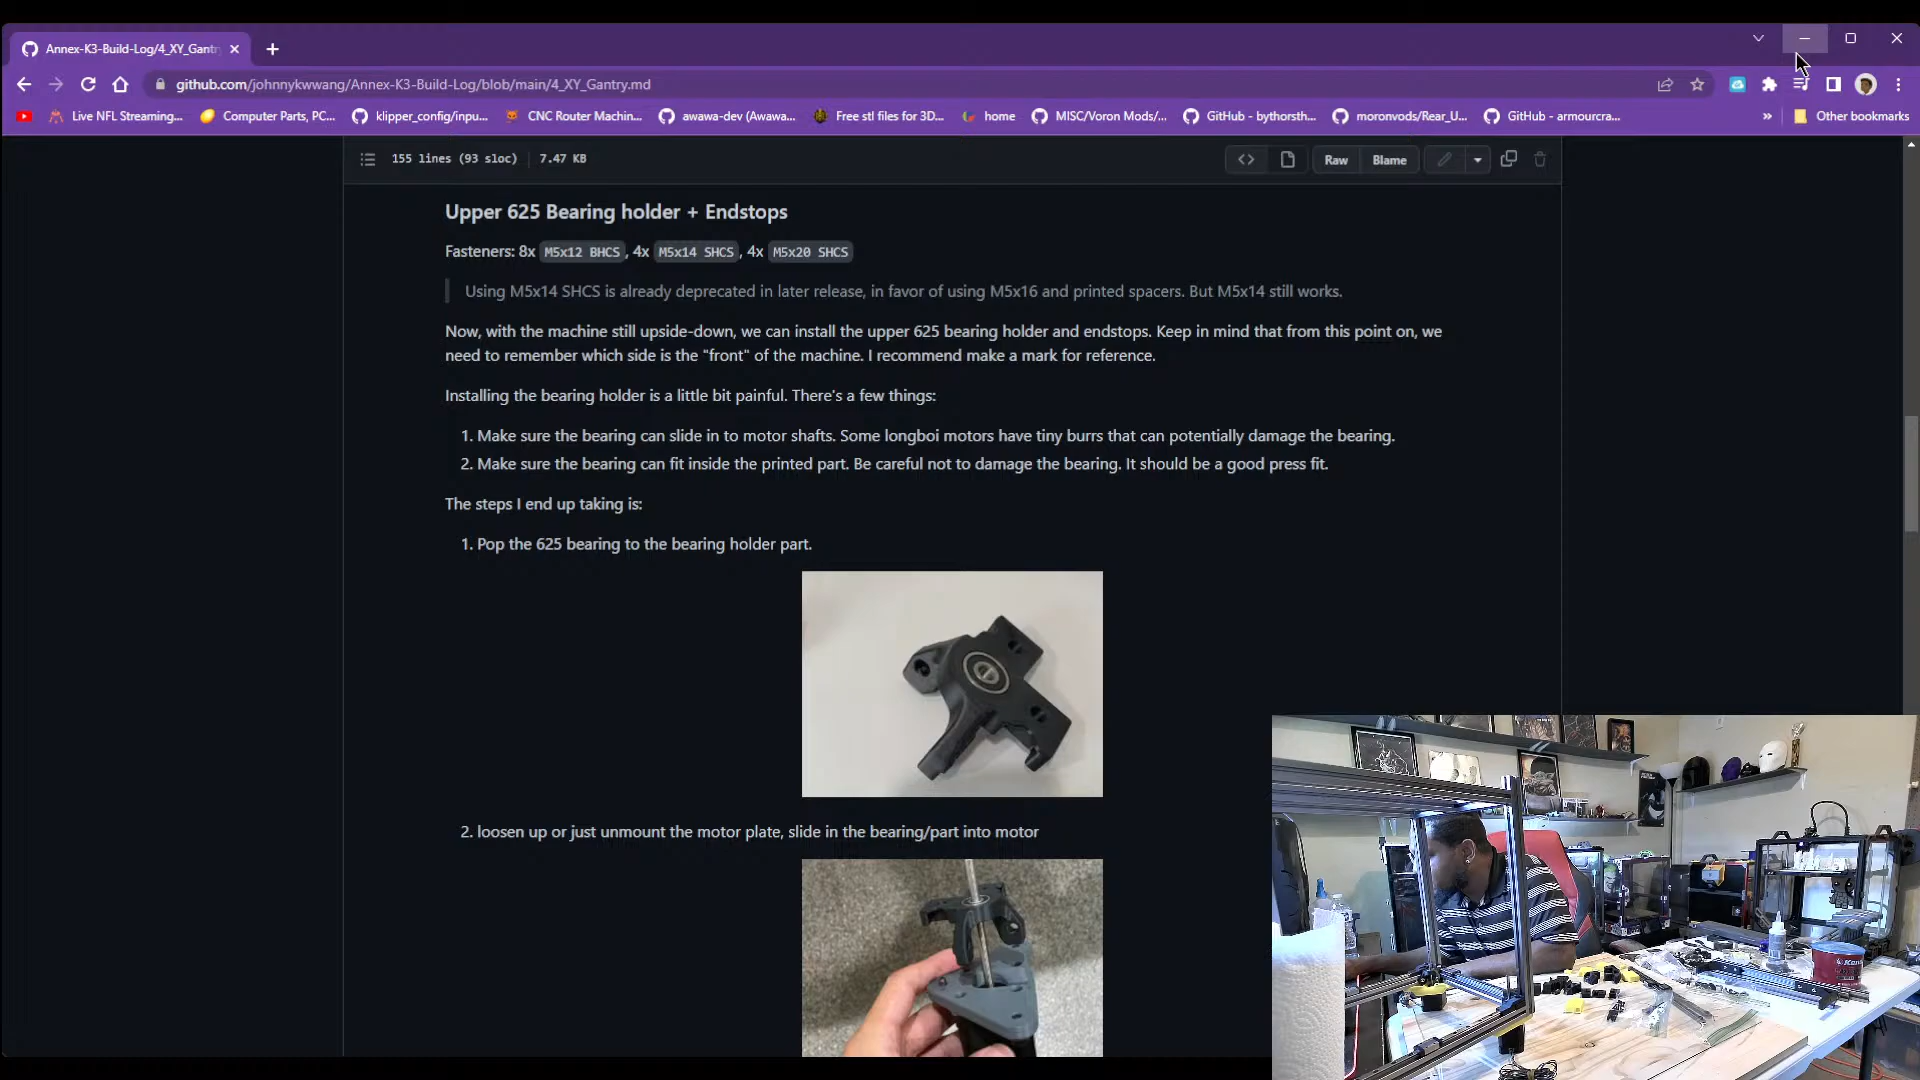 Annex-K3-Build-Log/4_XY_Gantr
github.com/johnnykwwang/Annex-K3-Build-Log/blob/main/4_XY_Gantry.md
Live NFL Streaming...
Computer Parts, PC...
klipper_config/inpu...
CNC Router Machin...
awawa-dev (Awawa...
Free stl files for 3D...
home
MISC/Voron Mods/...
GitHub - bythorsth...
moronvods/Rear_U...
GitHub - armourcra...
»
Other bookmarks
155 lines (93 sloc) 7.47 KB
Raw
Blame
Upper 625 Bearing holder + Endstops
Fasteners: 8x M5x12 BHCS, 4x M5x14 SHCS, 4x M5x20 SHCS
Using M5x14 SHCS is already deprecated in later release, in favor of using M5x16 and printed spacers. But M5x14 still works.
Now, with the machine still upside-down, we can install the upper 625 bearing holder and endstops. Keep in mind that from this point on, we
need to remember which side is the "front" of the machine. I recommend make a mark for reference.
Installing the bearing holder is a little bit painful. There's a few things:
1. Make sure the bearing can slide in to motor shafts. Some longboi motors have tiny burrs that can potentially damage the bearing.
2. Make sure the bearing can fit inside the printed part. Be careful not to damage the bearing. It should be a good press fit.
The steps I end up taking is:
1. Pop the 625 bearing to the bearing holder part.
2. loosen up or just unmount the motor plate, slide in the bearing/part into motor